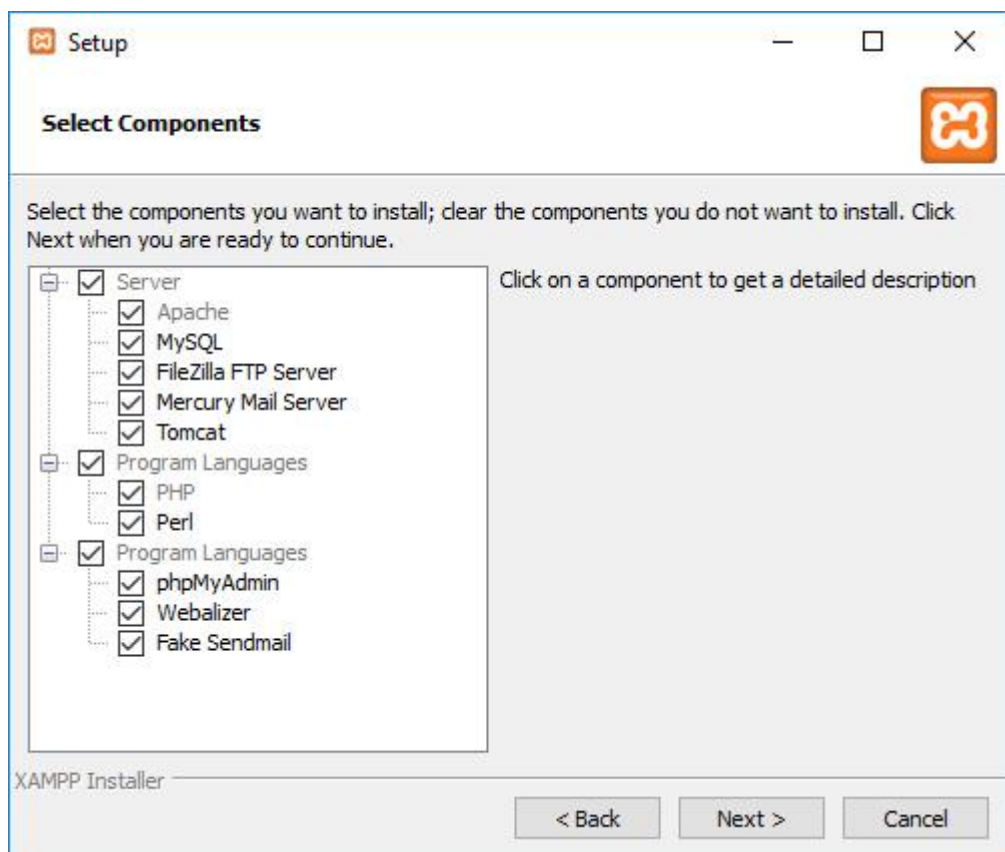 Setup
Select Components
Select the components you want to install; clear the components you do not want to install. Click
Next when you are ready to continue.
Server
Apache
MySQL
FileZilla FTP Server
Mercury Mail Server
Tomcat
Program Languages
PHP
Perl
Program Languages
phpMyAdmin
Webalizer
Fake Sendmail
Click on a component to get a detailed description
XAMPP Installer
< Back
Next >
Cancel